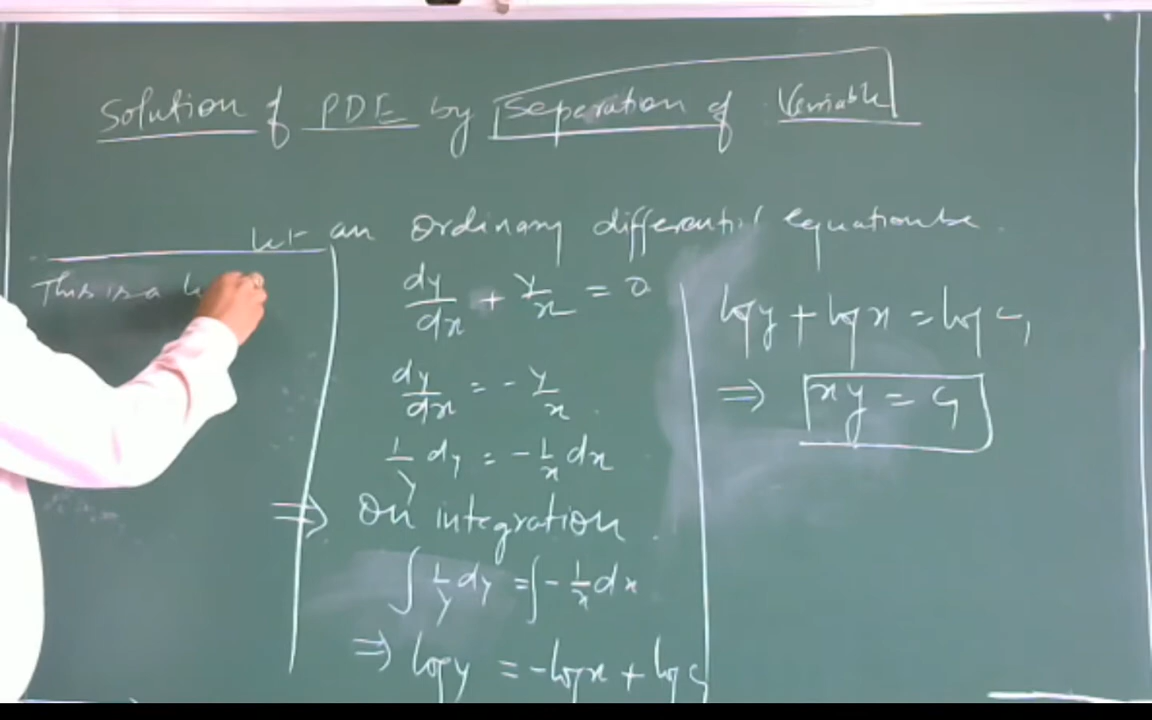 Solution of PDE by Separation of Variable
Let an Ordinary differential equation be
This is a
dy/dx + y/x = 0
dy/dx = - y/x
1/y dy = - 1/x dx
⇒ On integration
∫ 1/y dy = ∫ - 1/x dx
⇒ log y = - log x + log c₁
log y + log x = log c₁
⇒ xy = c₁